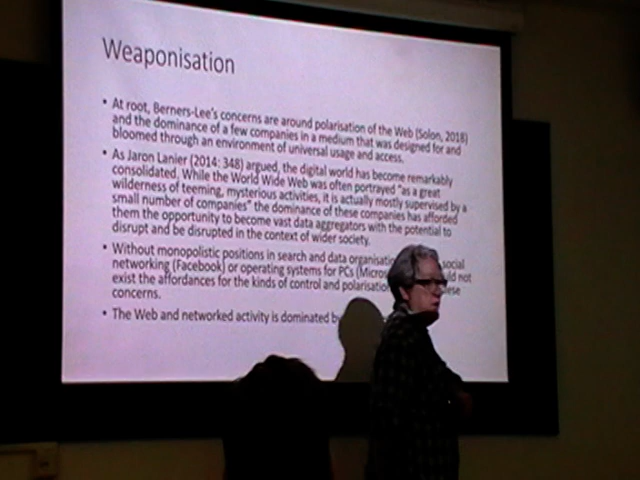 Weaponisation
• At root, Berners-Lee's concerns are around polarisation of the Web (Solon, 2018)
and the dominance of a few companies in a medium that was designed for and
bloomed through an environment of universal usage and access.
• As Jaron Lanier (2014: 348) argued, the digital world has become remarkably
consolidated. While the World Wide Web was often portrayed "as a great
wilderness of teeming, mysterious activities, it is actually mostly supervised by a
small number of companies" the dominance of these companies has afforded
them the opportunity to become vast data aggregators with the potential to
disrupt and be disrupted in the context of wider society.
• Without monopolistic positions in search and data organisatio social
networking (Facebook) or operating systems for PCs (Micros uld not
exist the affordances for the kinds of control and polarisation ese
concerns.
• The Web and networked activity is dominated by